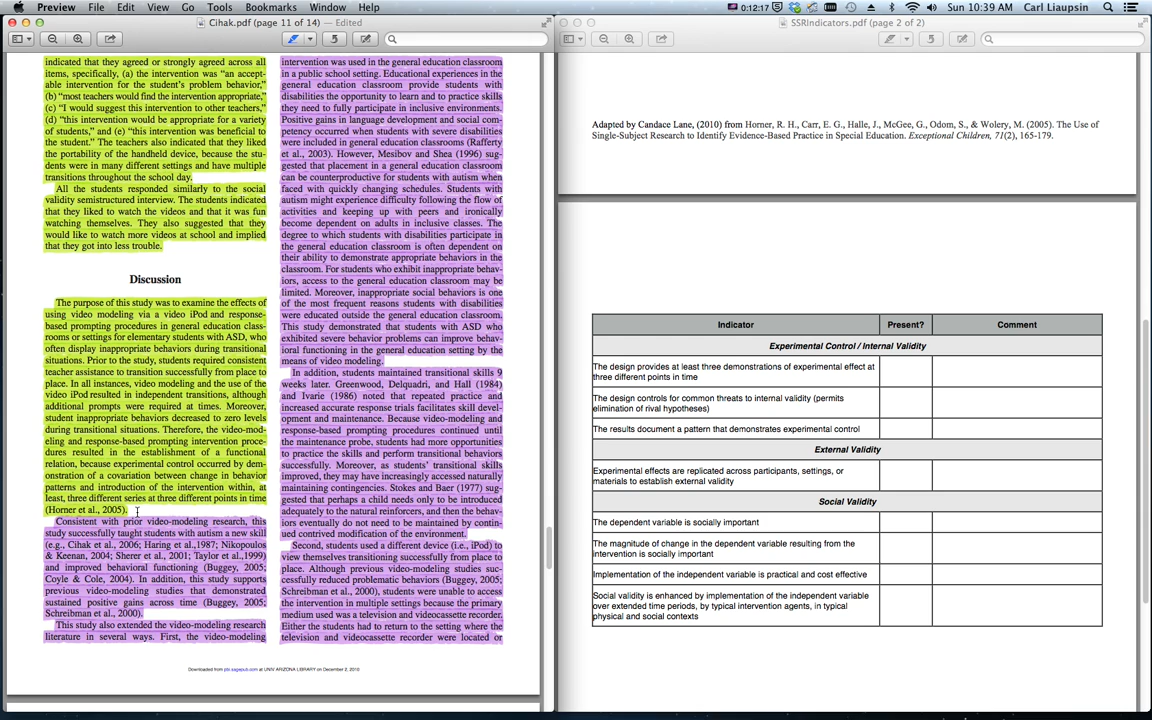 Preview File Edit View Go Tools Bookmarks Window Help 0:12:17 Sun 10:39 AM Carl Liaupsin
Cihak.pdf (page 11 of 14) — Edited
indicated that they agreed or strongly agreed across all
items, specifically, (a) the intervention was “an accept-
able intervention for the student’s problem behavior,”
(b) “most teachers would find the intervention appropriate,”
(c) “I would suggest this intervention to other teachers,”
(d) “this intervention would be appropriate for a variety
of students,” and (e) “this intervention was beneficial to
the student.” The teachers also indicated that they liked
the portability of the handheld device, because the stu-
dents were in many different settings and have multiple
transitions throughout the school day.
All the students responded similarly to the social
validity semistructured interview. The students indicated
that they liked to watch the videos and that it was fun
watching themselves. They also suggested that they
would like to watch more videos at school and implied
that they got into less trouble.
Discussion
The purpose of this study was to examine the effects of
using video modeling via a video iPod and response-
based prompting procedures in general education class-
rooms or settings for elementary students with ASD, who
often display inappropriate behaviors during transitional
situations. Prior to the study, students required consistent
teacher assistance to transition successfully from place to
place. In all instances, video modeling and the use of the
video iPod resulted in independent transitions, although
additional prompts were required at times. Moreover,
student inappropriate behaviors decreased to zero levels
during transitional situations. Therefore, the video-mod-
eling and response-based prompting intervention proce-
dures resulted in the establishment of a functional
relation, because experimental control occurred by dem-
onstration of a covariation between change in behavior
patterns and introduction of the intervention within, at
least, three different series at three different points in time
(Horner et al., 2005).
Consistent with prior video-modeling research, this
study successfully taught students with autism a new skill
(e.g., Cihak et al., 2006; Haring et al.,1987; Nikopoulos
& Keenan, 2004; Sherer et al., 2001; Taylor et al.,1999)
and improved behavioral functioning (Buggey, 2005;
Coyle & Cole, 2004). In addition, this study supports
previous video-modeling studies that demonstrated
sustained positive gains across time (Buggey, 2005;
Schreibman et al., 2000).
This study also extended the video-modeling research
literature in several ways. First, the video-modeling
intervention was used in the general education classroom
in a public school setting. Educational experiences in the
general education classroom provide students with
disabilities the opportunity to learn and to practice skills
they need to fully participate in inclusive environments.
Positive gains in language development and social com-
petency occurred when students with severe disabilities
were included in general education classrooms (Rafferty
et al., 2003). However, Mesibov and Shea (1996) sug-
gested that placement in a general education classroom
can be counterproductive for students with autism when
faced with quickly changing schedules. Students with
autism might experience difficulty following the flow of
activities and keeping up with peers and ironically
become dependent on adults in inclusive classes. The
degree to which students with disabilities participate in
the general education classroom is often dependent on
their ability to demonstrate appropriate behaviors in the
classroom. For students who exhibit inappropriate behav-
iors, access to the general education classroom may be
limited. Moreover, inappropriate social behaviors is one
of the most frequent reasons students with disabilities
were educated outside the general education classroom.
This study demonstrated that students with ASD who
exhibited severe behavior problems can improve behav-
ioral functioning in the general education setting by the
means of video modeling.
In addition, students maintained transitional skills 9
weeks later. Greenwood, Delquadri, and Hall (1984)
and Ivarie (1986) noted that repeated practice and
increased accurate response trials facilitates skill devel-
opment and maintenance. Because video-modeling and
response-based prompting procedures continued until
the maintenance probe, students had more opportunities
to practice the skills and perform transitional behaviors
successfully. Moreover, as students’ transitional skills
improved, they may have increasingly accessed naturally
maintaining contingencies. Stokes and Baer (1977) sug-
gested that perhaps a child needs only to be introduced
adequately to the natural reinforcers, and then the behav-
iors eventually do not need to be maintained by contin-
ued contrived modification of the environment.
Second, students used a different device (i.e., iPod) to
view themselves transitioning successfully from place to
place. Although previous video-modeling studies suc-
cessfully reduced problematic behaviors (Buggey, 2005;
Schreibman et al., 2000), students were unable to access
the intervention in multiple settings because the primary
medium used was a television and videocassette recorder.
Either the students had to return to the setting where the
television and videocassette recorder were located or
Downloaded from pbi.sagepub.com at UNIV ARIZONA LIBRARY on December 2, 2010
SSRIndicators.pdf (page 2 of 2)
Adapted by Candace Lane, (2010) from Horner, R. H., Carr, E. G., Halle, J., McGee, G., Odom, S., & Wolery, M. (2005). The Use of
Single-Subject Research to Identify Evidence-Based Practice in Special Education. Exceptional Children, 71(2), 165-179.
Indicator Present? Comment
Experimental Control / Internal Validity
The design provides at least three demonstrations of experimental effect at
three different points in time
The design controls for common threats to internal validity (permits
elimination of rival hypotheses)
The results document a pattern that demonstrates experimental control
External Validity
Experimental effects are replicated across participants, settings, or
materials to establish external validity
Social Validity
The dependent variable is socially important
The magnitude of change in the dependent variable resulting from the
intervention is socially important
Implementation of the independent variable is practical and cost effective
Social validity is enhanced by implementation of the independent variable
over extended time periods, by typical intervention agents, in typical
physical and social contexts